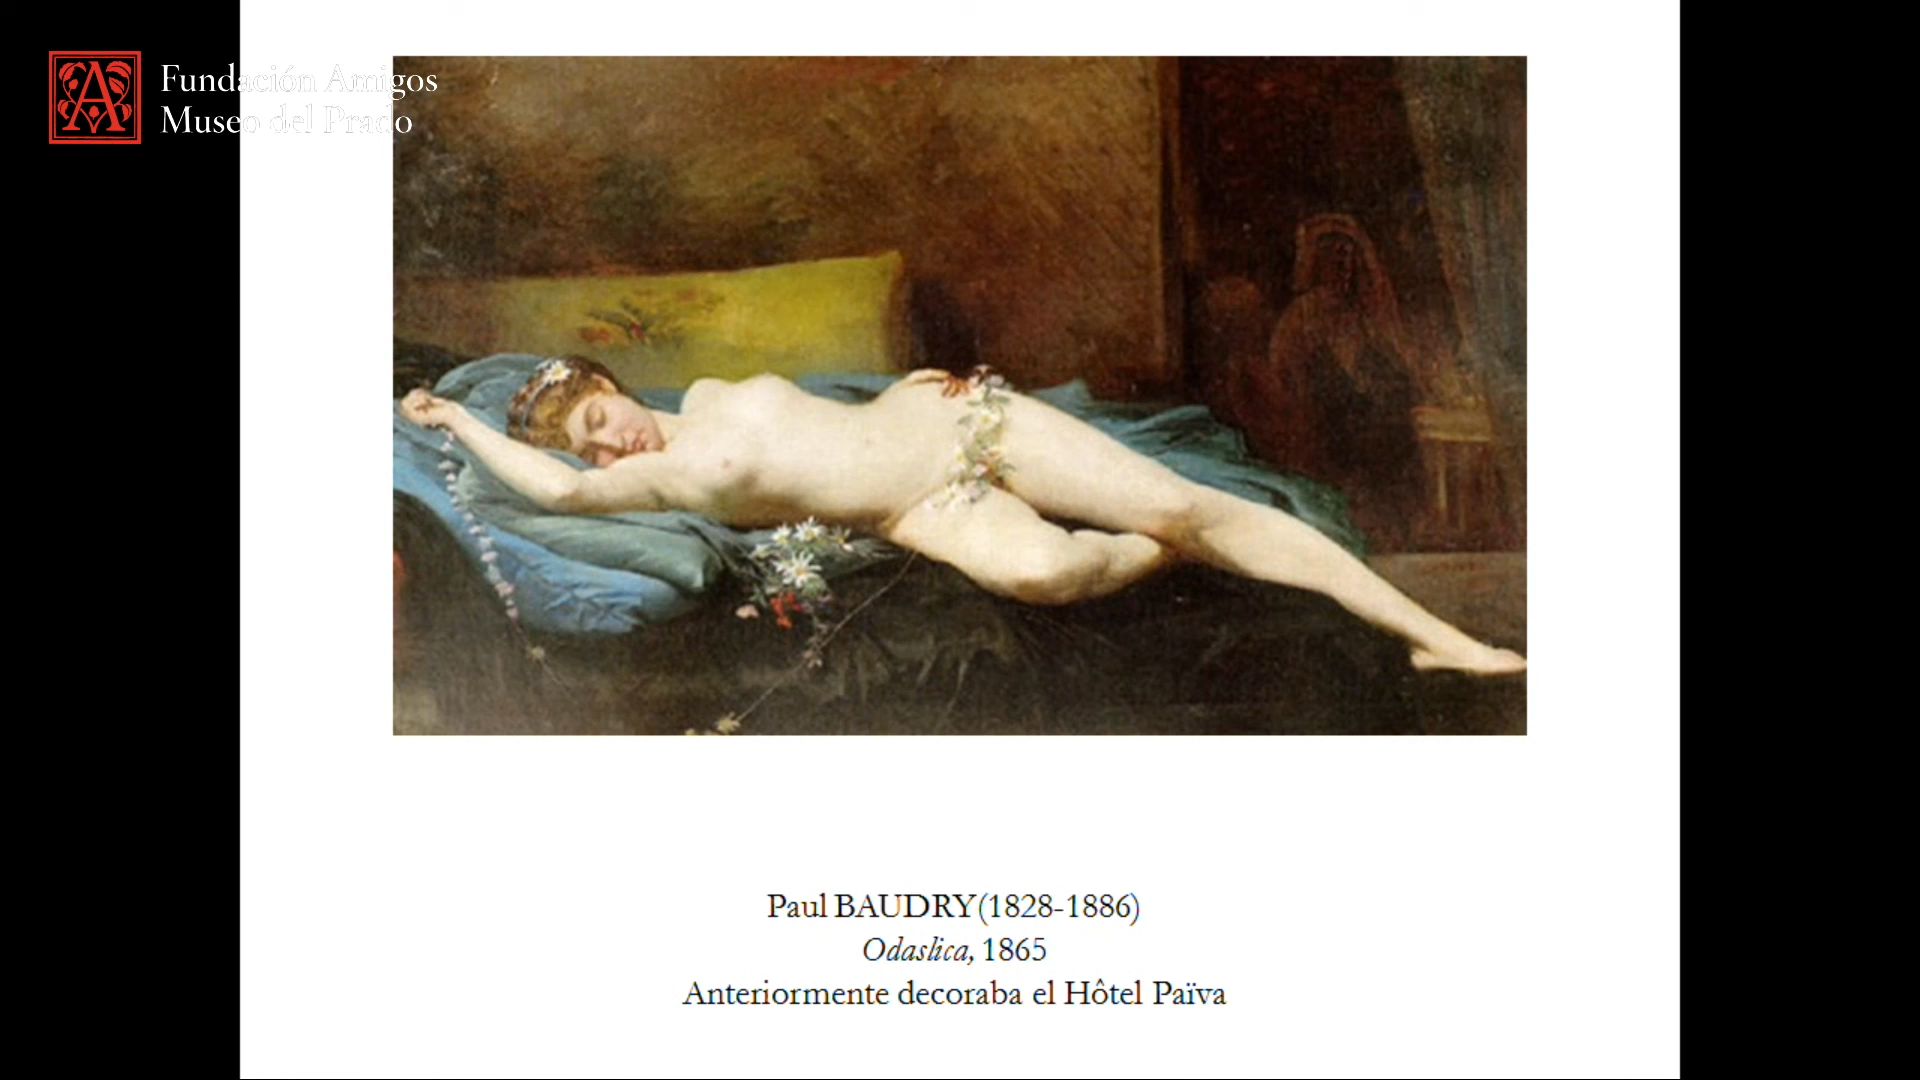 Fundación Amigos
Museo del Prado
Paul BAUDRY(1828-1886)
Odaslica, 1865
Anteriormente decoraba el Hôtel Païva